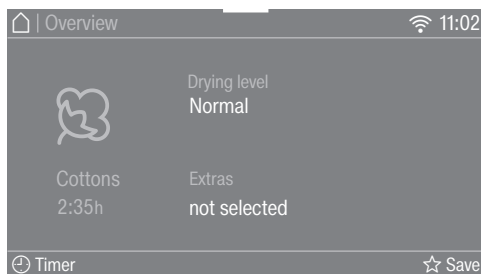 | Overview 11:02
Drying level
Normal
Cottons Extras
2:35h not selected
Timer Save